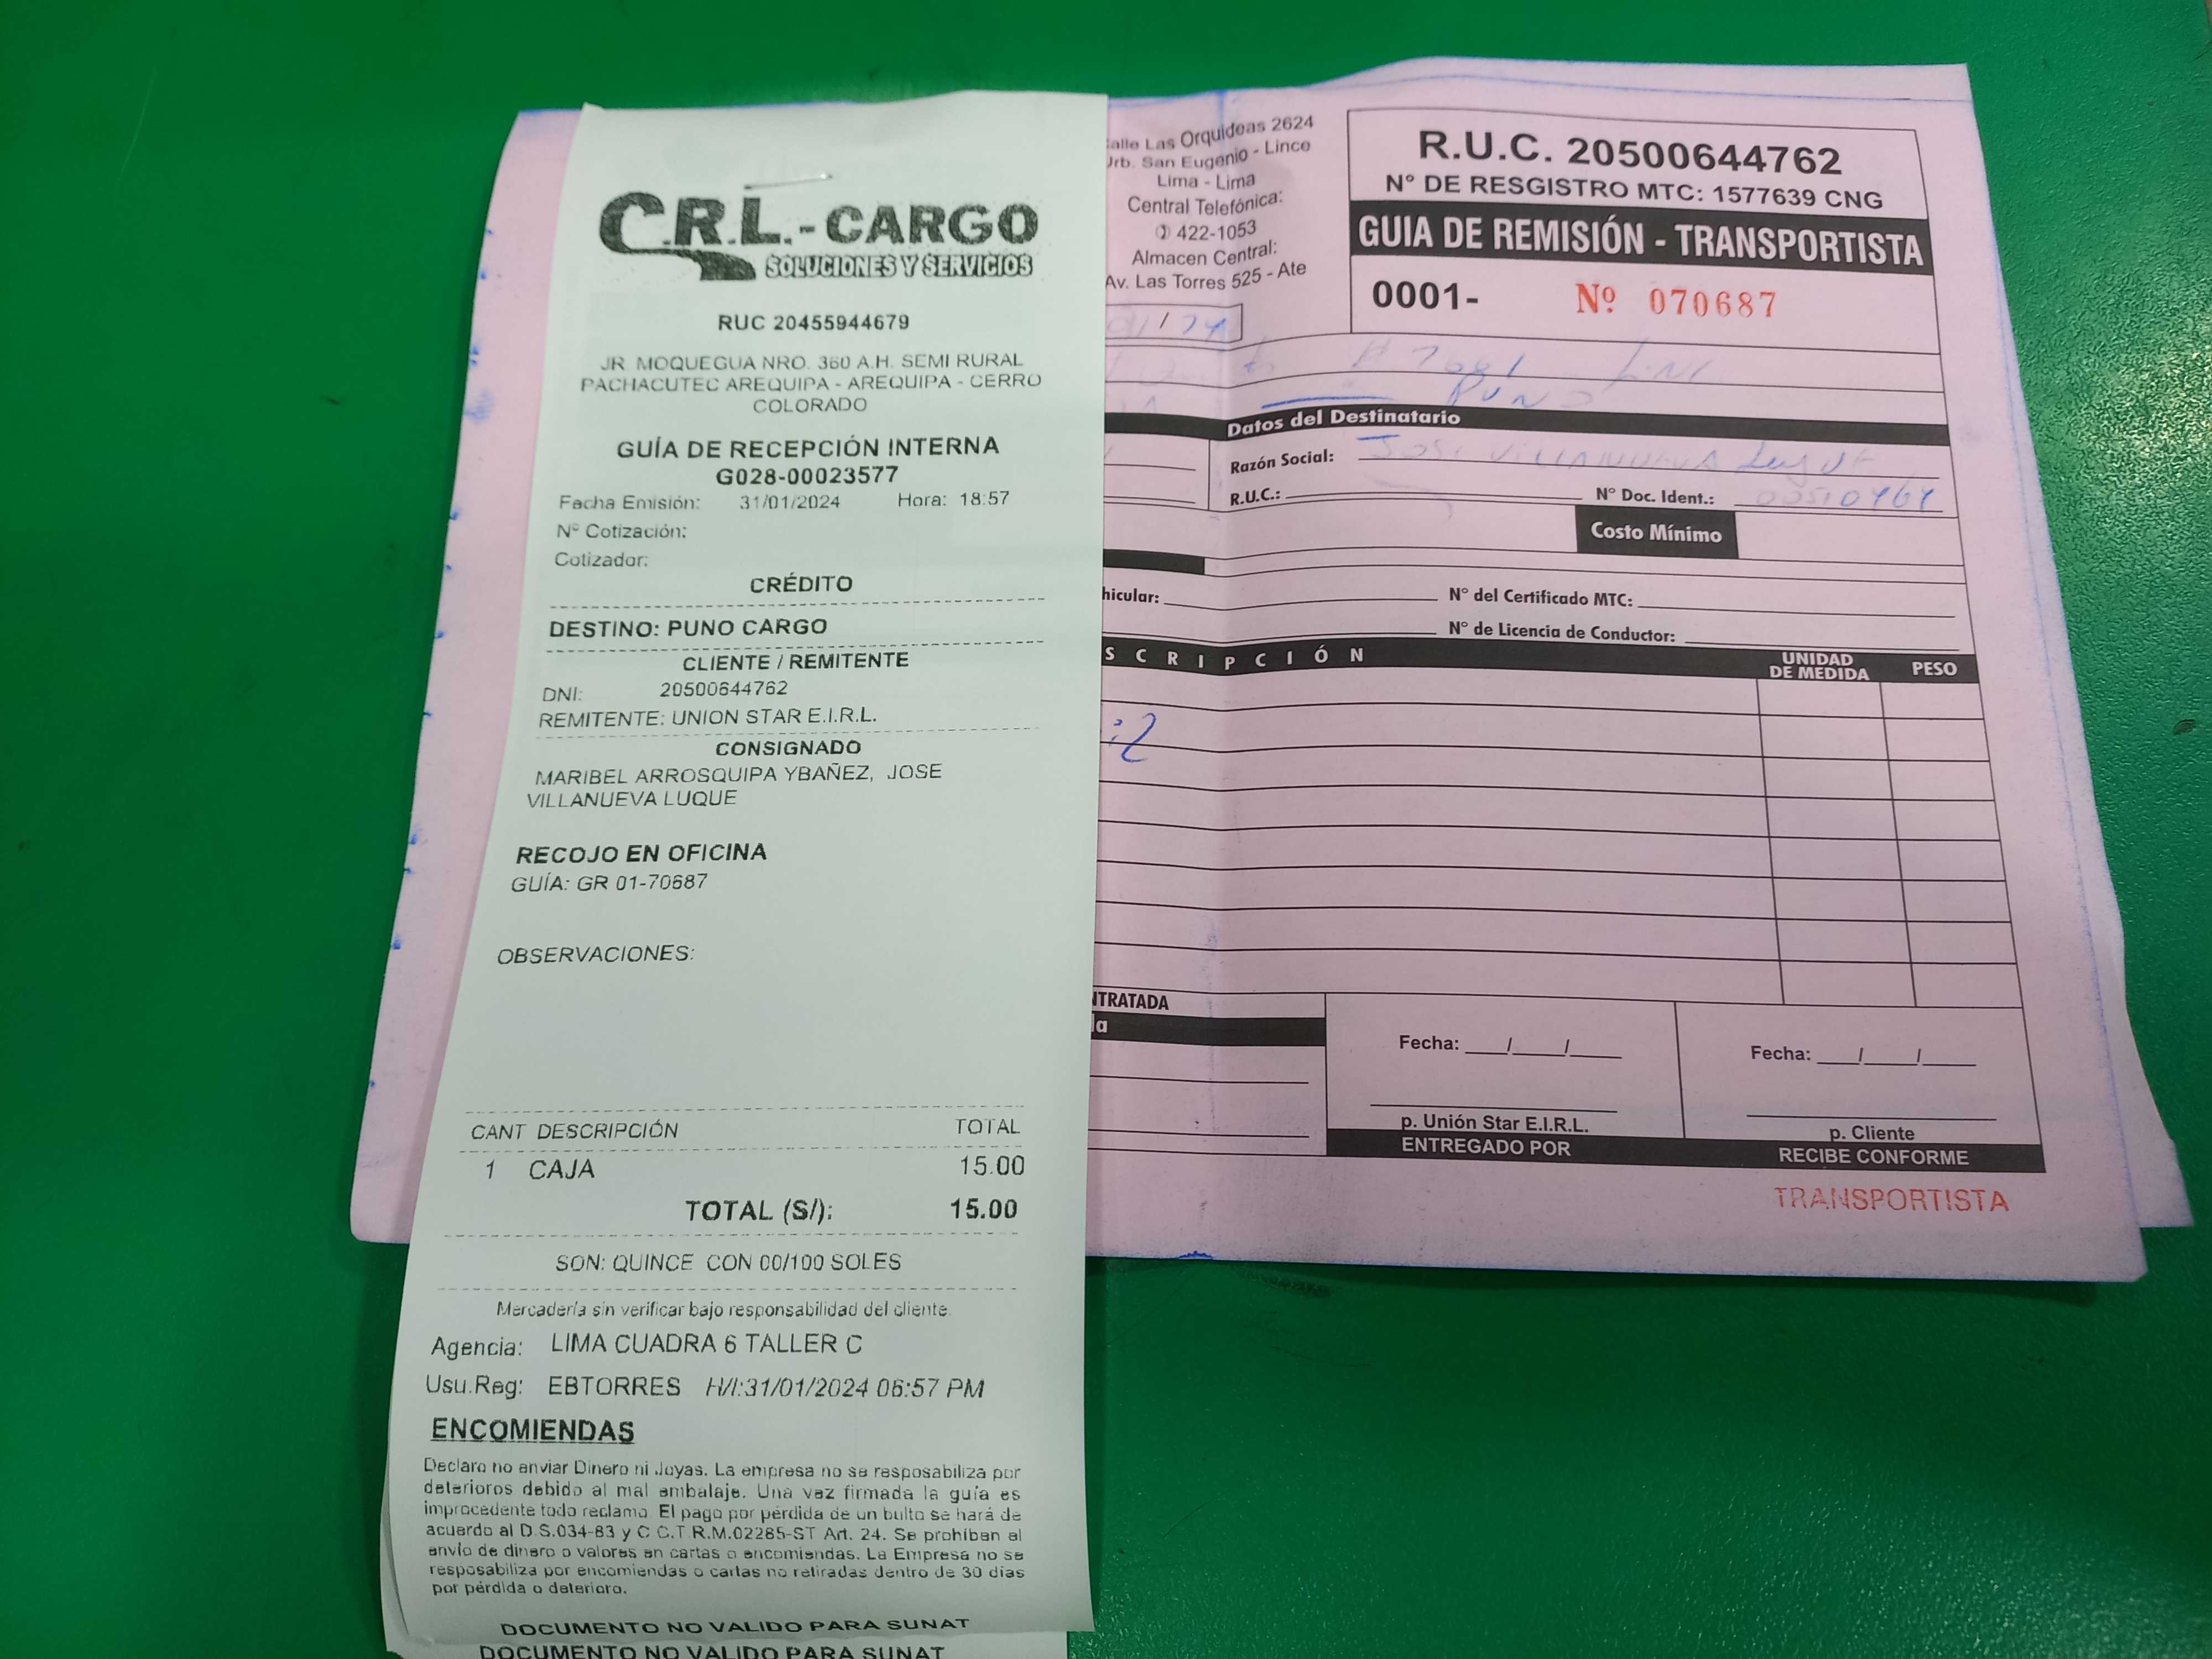 C.R.L.-CARGO
SOLUCIONES Y SERVICIOS
RUC 20455944679
JR. MOQUEGUA NRO. 360 A.H. SEMI RURAL
PACHACUTEC AREQUIPA - AREQUIPA - CERRO
COLORADO
GUÍA DE RECEPCIÓN INTERNA
G028-00023577
Fecha Emisión: 31/01/2024 Hora: 18:57
Nº Cotización:
Cotizador:
CRÉDITO
DESTINO: PUNO CARGO
CLIENTE / REMITENTE
DNI: 20500644762
REMITENTE: UNION STAR E.I.R.L.
CONSIGNADO
MARIBEL ARROSQUIPA YBAÑEZ, JOSE
VILLANUEVA LUQUE
RECOJO EN OFICINA
GUÍA: GR 01-70687
OBSERVACIONES:
CANT DESCRIPCIÓN TOTAL
1 CAJA 15.00
TOTAL (S/): 15.00
SON: QUINCE CON 00/100 SOLES
Mercadería sin verificar bajo responsabilidad del cliente.
Agencia: LIMA CUADRA 6 TALLER C
Usu.Reg: EBTORRES H/I:31/01/2024 06:57 PM
ENCOMIENDAS
Declaro no enviar Dinero ni Joyas. La empresa no se resposabiliza por
deterioros debido al mal embalaje. Una vez firmada la guía es
improcedente todo reclamo. El pago por pérdida de un bulto se hará de
acuerdo al D.S.034-83 y C.C.T.R.M.02285-ST Art. 24. Se prohiben el
envío de dinero o valores en cartas o encomiendas. La Empresa no se
resposabiliza por encomiendas o cartas no retiradas dentro de 30 dias
por pérdida o deterioro.
DOCUMENTO NO VALIDO PARA SUNAT
DOCUMENTO NO VALIDO PARA SUNAT
alle Las Orquideas 2624
Urb. San Eugenio - Lince
Lima - Lima
Central Telefónica:
422-1053
Almacen Central:
Av. Las Torres 525 - Ate
R.U.C. 20500644762
N° DE RESGISTRO MTC: 1577639 CNG
GUIA DE REMISIÓN - TRANSPORTISTA
0001- Nº 070687
01/24
PUNO
Datos del Destinatario
Razón Social: JOSE VILLANUEVA Luque
R.U.C.: N° Doc. Ident.:
Costo Mínimo
hicular: N° del Certificado MTC:
N° de Licencia de Conductor:
SCRIPCIÓN UNIDAD DE MEDIDA PESO
NTRATADA
la
Fecha: / / Fecha: / /
p. Unión Star E.I.R.L. p. Cliente
ENTREGADO POR RECIBE CONFORME
TRANSPORTISTA